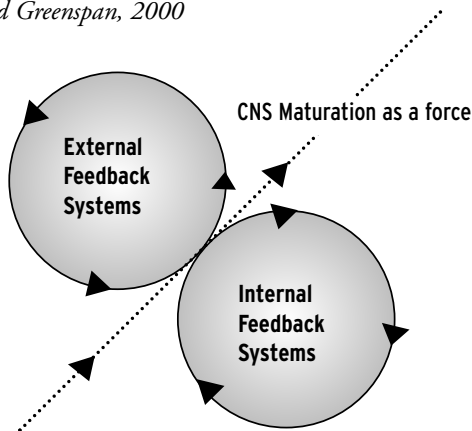 d Greenspan, 2000
CNS Maturation as a force
External
Feedback
Systems
Internal
Feedback
Systems